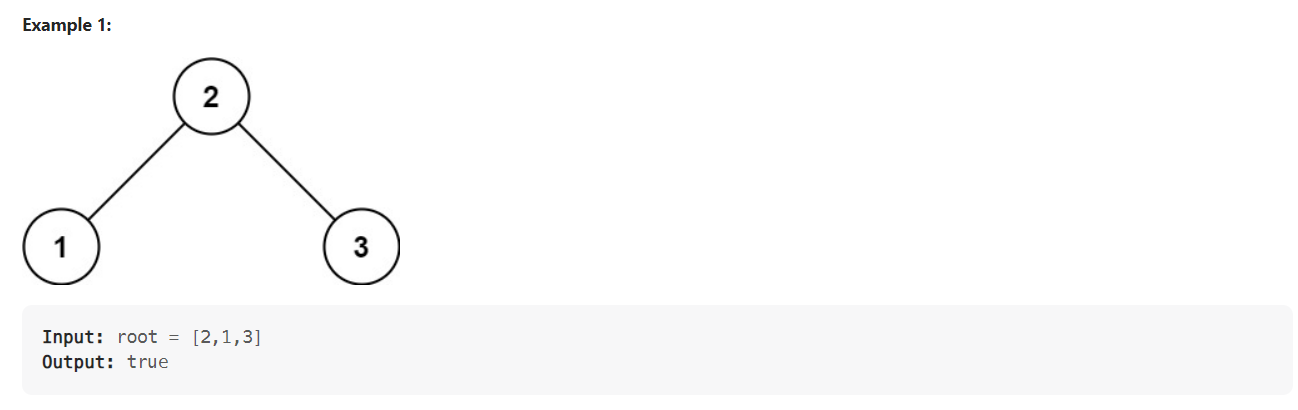 Example 1:
2
1 3
Input: root = [2,1,3]
Output: true